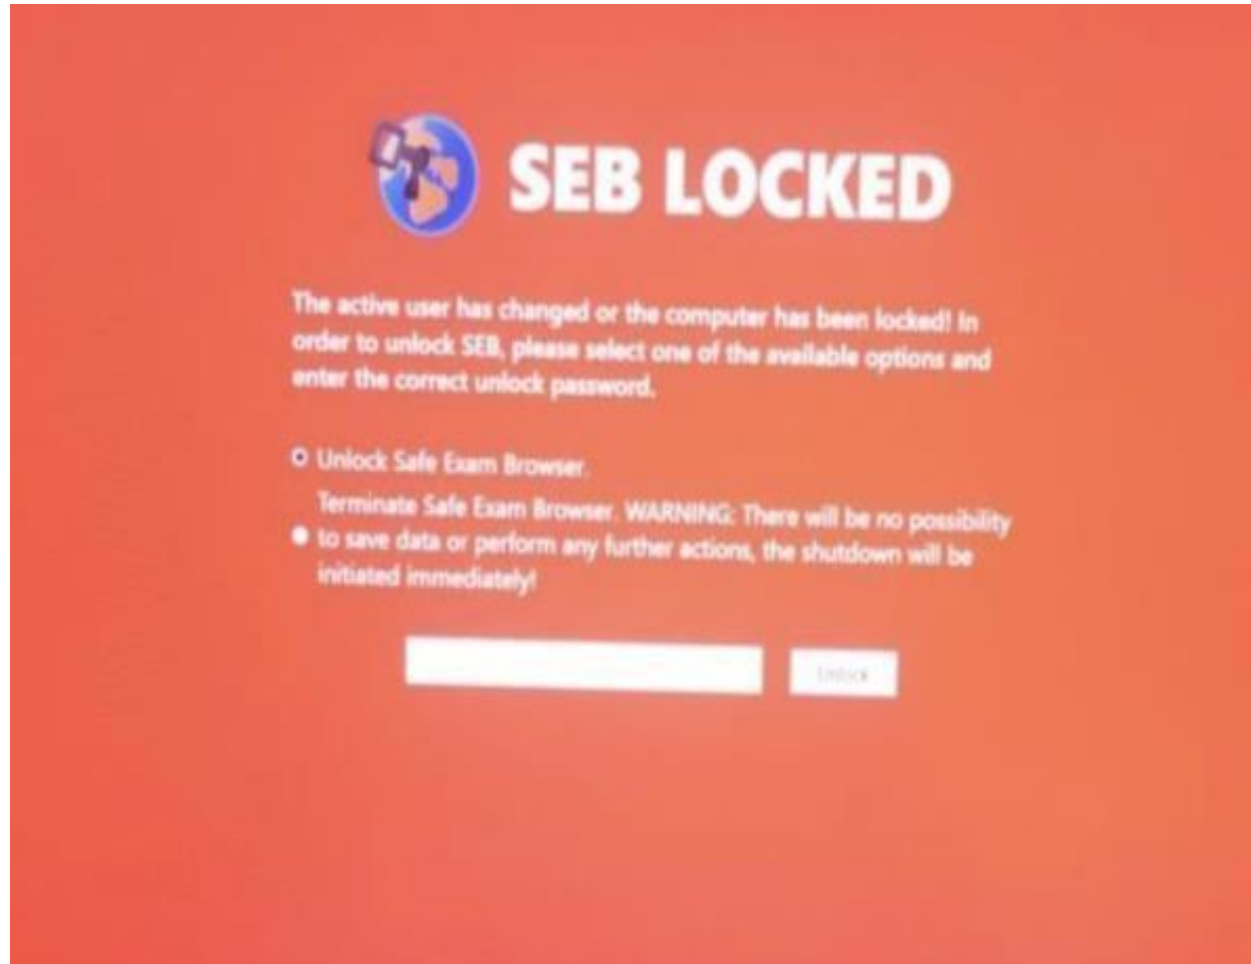 SEB LOCKED
The active user has changed or the computer has been locked! In
order to unlock SEB, please select one of the available options and
enter the correct unlock password.
Unlock Safe Exam Browser.
Terminate Safe Exam Browser. WARNING: There will be no possibility
to save data or perform any further actions, the shutdown will be
initiated immediately!
Unlock